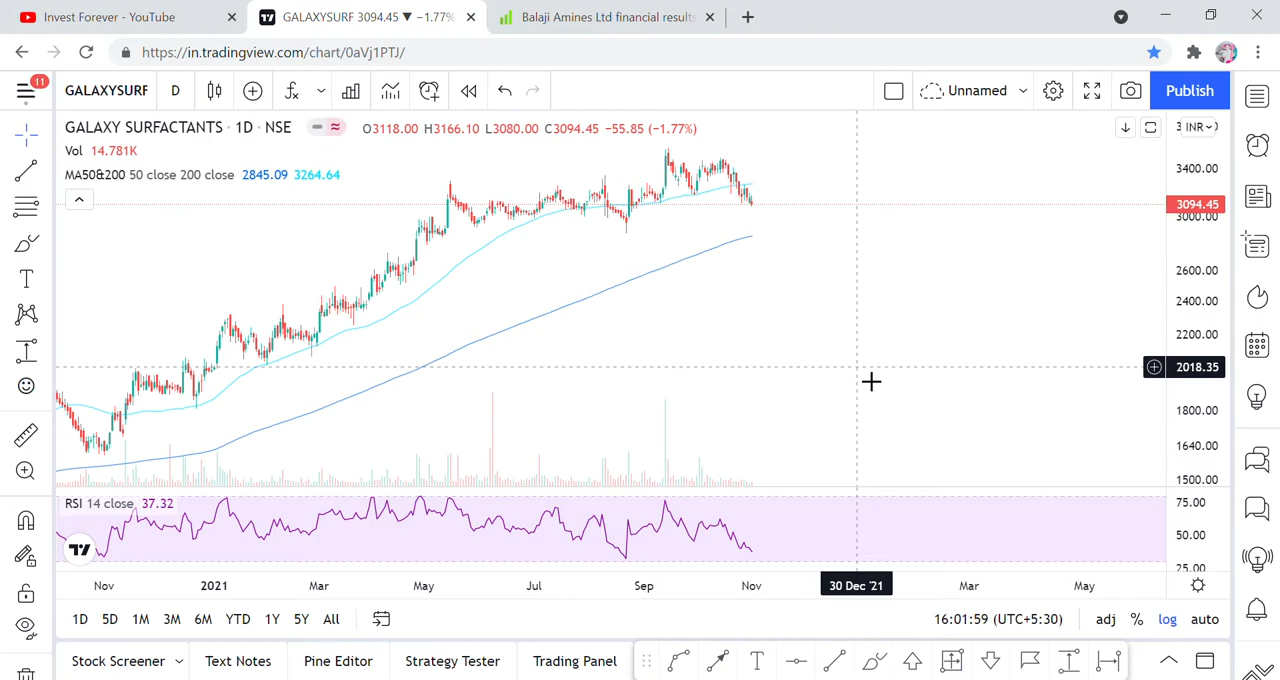 Invest Forever - YouTube
GALAXYSURF 3094.45 ▼ −1.77%
Balaji Amines Ltd financial results
https://in.tradingview.com/chart/0aVj1PTJ/
11
GALAXYSURF D
Unnamed
Publish
GALAXY SURFACTANTS · 1D · NSE
O3118.00 H3166.10 L3080.00 C3094.45 −55.85 (−1.77%)
INR
Vol 14.781K
MA50&200 50 close 200 close 2845.09 3264.64
3400.00
3094.45
3000.00
2600.00
2400.00
2200.00
2018.35
1800.00
1640.00
1500.00
RSI 14 close 37.32
75.00
50.00
25.00
Nov 2021 Mar May Jul Sep Nov 30 Dec '21 Mar May
1D 5D 1M 3M 6M YTD 1Y 5Y All
16:01:59 (UTC+5:30) adj % log auto
Stock Screener Text Notes Pine Editor Strategy Tester Trading Panel